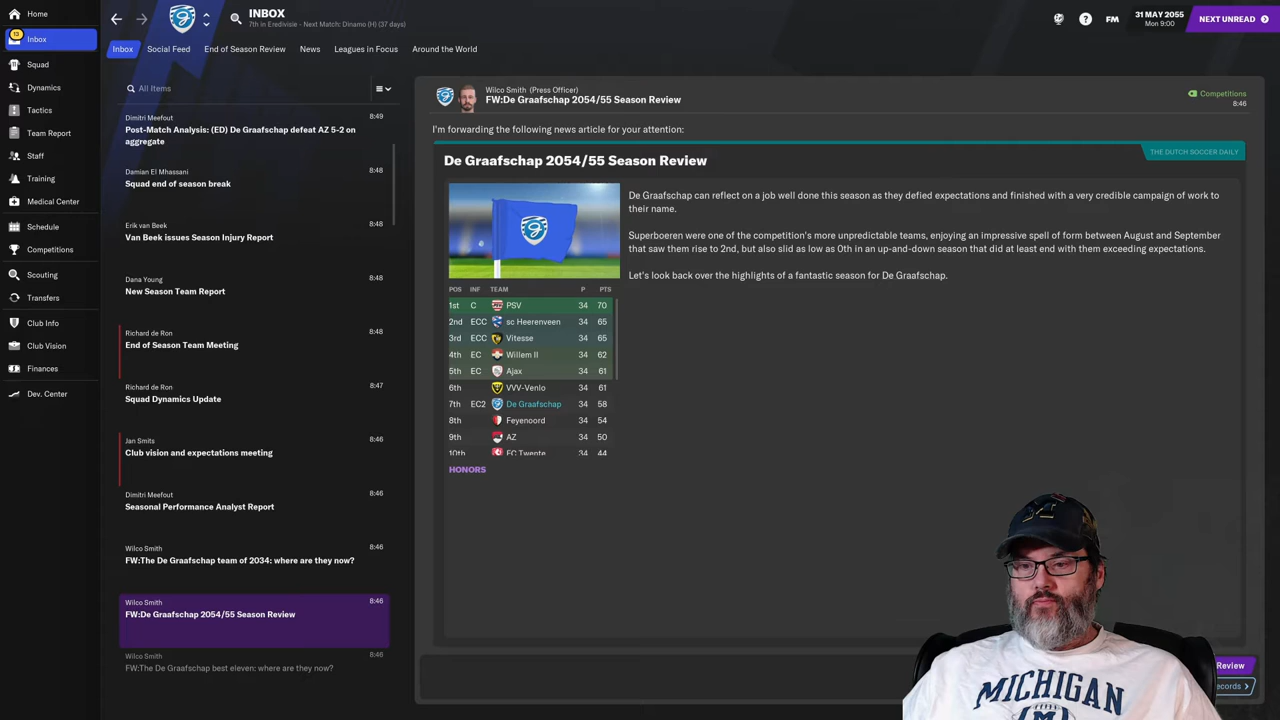 Home
Inbox
13
Squad
Dynamics
Tactics
Team Report
Staff
Training
Medical Center
Schedule
Competitions
Scouting
Transfers
Club Info
Club Vision
Finances
Dev. Center
INBOX
7th in Eredivisie - Next Match: Dinamo (H) (37 days)
FM
31 MAY 2055
Mon 9:00
NEXT UNREAD
Inbox
Social Feed
End of Season Review
News
Leagues in Focus
Around the World
All Items
Dimitri Meefout 8:49
Post-Match Analysis: (ED) De Graafschap defeat AZ 5-2 on
aggregate
Damian El Mhassani 8:48
Squad end of season break
Erik van Beek 8:48
Van Beek issues Season Injury Report
Dana Young 8:48
New Season Team Report
Richard de Ron 8:48
End of Season Team Meeting
Richard de Ron 8:47
Squad Dynamics Update
Jan Smits 8:46
Club vision and expectations meeting
Dimitri Meefout 8:46
Seasonal Performance Analyst Report
Wilco Smith 8:46
FW:The De Graafschap team of 2034: where are they now?
Wilco Smith 8:46
FW:De Graafschap 2054/55 Season Review
Wilco Smith 8:46
FW:The De Graafschap best eleven: where are they now?
Wilco Smith (Press Officer)
FW:De Graafschap 2054/55 Season Review
Competitions
8:46
I'm forwarding the following news article for your attention:
THE DUTCH SOCCER DAILY
De Graafschap 2054/55 Season Review
De Graafschap can reflect on a job well done this season as they defied expectations and finished with a very credible campaign of work to
their name.
Superboeren were one of the competition's more unpredictable teams, enjoying an impressive spell of form between August and September
that saw them rise to 2nd, but also slid as low as 0th in an up-and-down season that did at least end with them exceeding expectations.
Let's look back over the highlights of a fantastic season for De Graafschap.
POS INF TEAM P PTS
1st C PSV 34 70
2nd ECC sc Heerenveen 34 65
3rd ECC Vitesse 34 65
4th EC Willem II 34 62
5th EC Ajax 34 61
6th VVV-Venlo 34 61
7th EC2 De Graafschap 34 58
8th Feyenoord 34 54
9th AZ 34 50
10th FC Twente 34 44
HONORS
Review
ecords
MICHIGAN
M